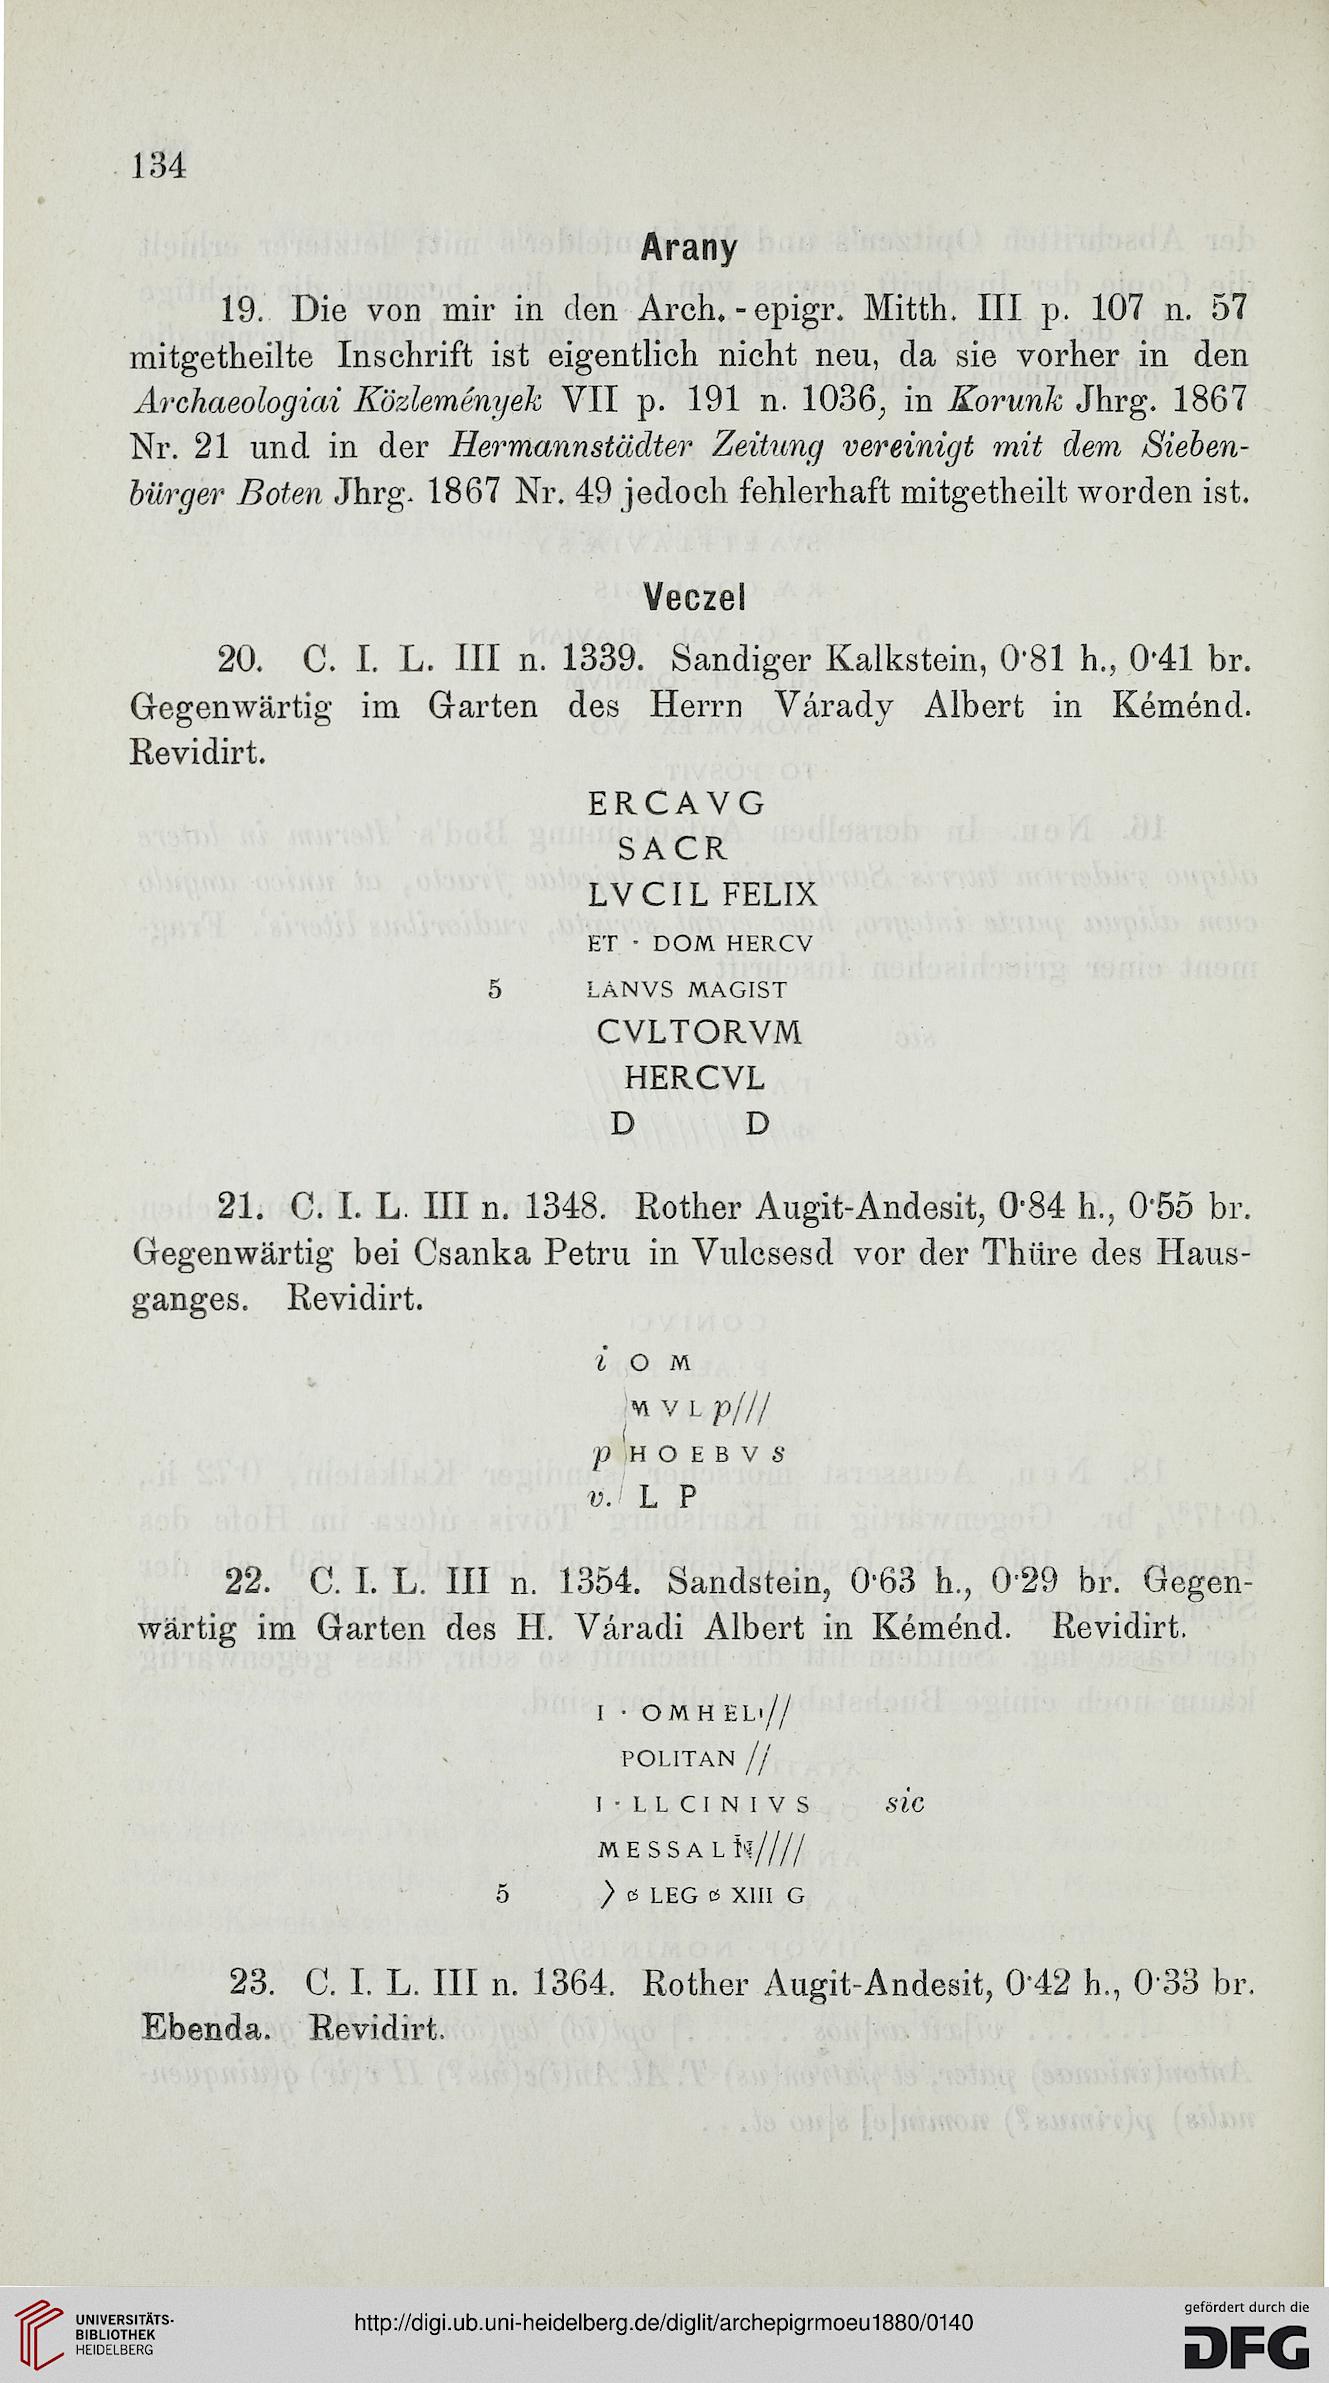 134
Arany
19. Die von mir in den Arch.-epigr. Mitth. III p. 107 n. 57
mitgetheilte Inschrift ist eigentlich nicht neu, da sie vorher in den
Archaeologiai Közlemények VII p. 191 n. 1036, in Korunk Jhrg. 1867
Nr. 21 und in der Hermannstädter Zeitung vereinigt mit dem Sieben-
bürger Boten Jhrg. 1867 Nr. 49 jedoch fehlerhaft mitgetheilt worden ist.
Veczel
20. C. I. L. III n. 1339. Sandiger Kalkstein, 0·81 h., 0·41 br.
Gegenwärtig im Garten des Herrn Várady Albert in Kéménd.
Revidirt.
ERCAVG
SACR
LVCIL FELIX
ET · DOM HERCV
5 LANVS MAGIST
CVLTORVM
HERCVL
D D
21. C. I. L. III n. 1348. Rother Augit-Andesit, 0·84 h., 0·55 br.
Gegenwärtig bei Csanka Petru in Vulcsesd vor der Thüre des Haus-
ganges. Revidirt.
i O M
M V L p///
p H O E B V s
v. L P
22. C. I. L. III n. 1354. Sandstein, 0·63 h., 0·29 br. Gegen-
wärtig im Garten des H. Váradi Albert in Kéménd. Revidirt.
I · OMHELI//
POLITAN //
I · LLCINIVS sic
MESSALIN////
5 > LEG XIII G
23. C. I. L. III n. 1364. Rother Augit-Andesit, 0·42 h., 0·33 br.
Ebenda. Revidirt.
UNIVERSITÄTS-
BIBLIOTHEK
HEIDELBERG
http://digi.ub.uni-heidelberg.de/diglit/archepigrmoeu1880/0140
gefördert durch die
DFG